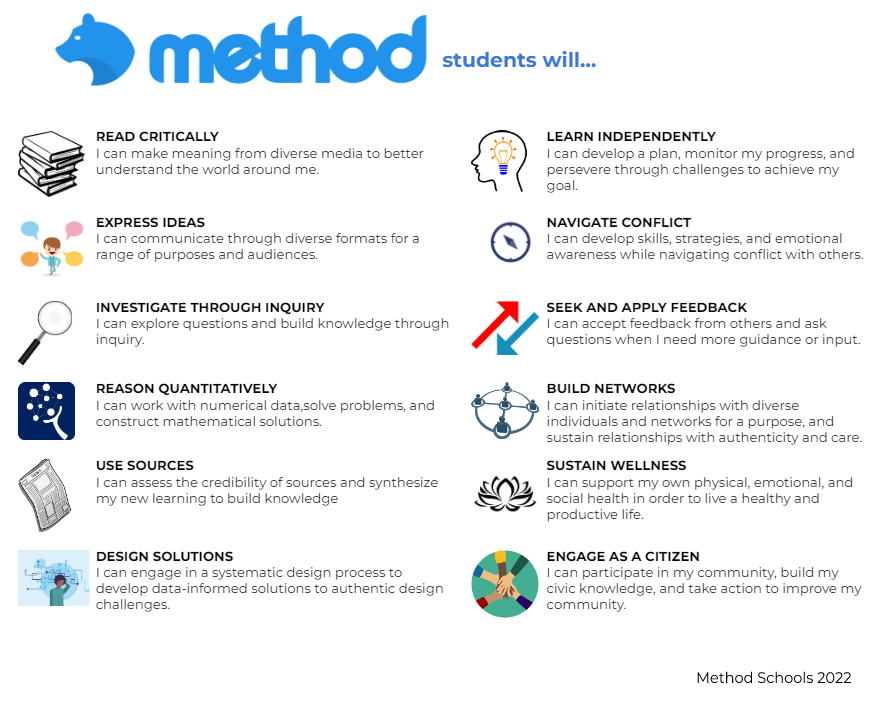 method students will...
READ CRITICALLY
I can make meaning from diverse media to better
understand the world around me.
EXPRESS IDEAS
I can communicate through diverse formats for a
range of purposes and audiences.
INVESTIGATE THROUGH INQUIRY
I can explore questions and build knowledge through
inquiry.
REASON QUANTITATIVELY
I can work with numerical data,solve problems, and
construct mathematical solutions.
USE SOURCES
I can assess the credibility of sources and synthesize
my new learning to build knowledge
DESIGN SOLUTIONS
I can engage in a systematic design process to
develop data-informed solutions to authentic design
challenges.
LEARN INDEPENDENTLY
I can develop a plan, monitor my progress, and
persevere through challenges to achieve my
goal.
NAVIGATE CONFLICT
I can develop skills, strategies, and emotional
awareness while navigating conflict with others.
SEEK AND APPLY FEEDBACK
I can accept feedback from others and ask
questions when I need more guidance or input.
BUILD NETWORKS
I can initiate relationships with diverse
individuals and networks for a purpose, and
sustain relationships with authenticity and care.
SUSTAIN WELLNESS
I can support my own physical, emotional, and
social health in order to live a healthy and
productive life.
ENGAGE AS A CITIZEN
I can participate in my community, build my
civic knowledge, and take action to improve my
community.
Method Schools 2022